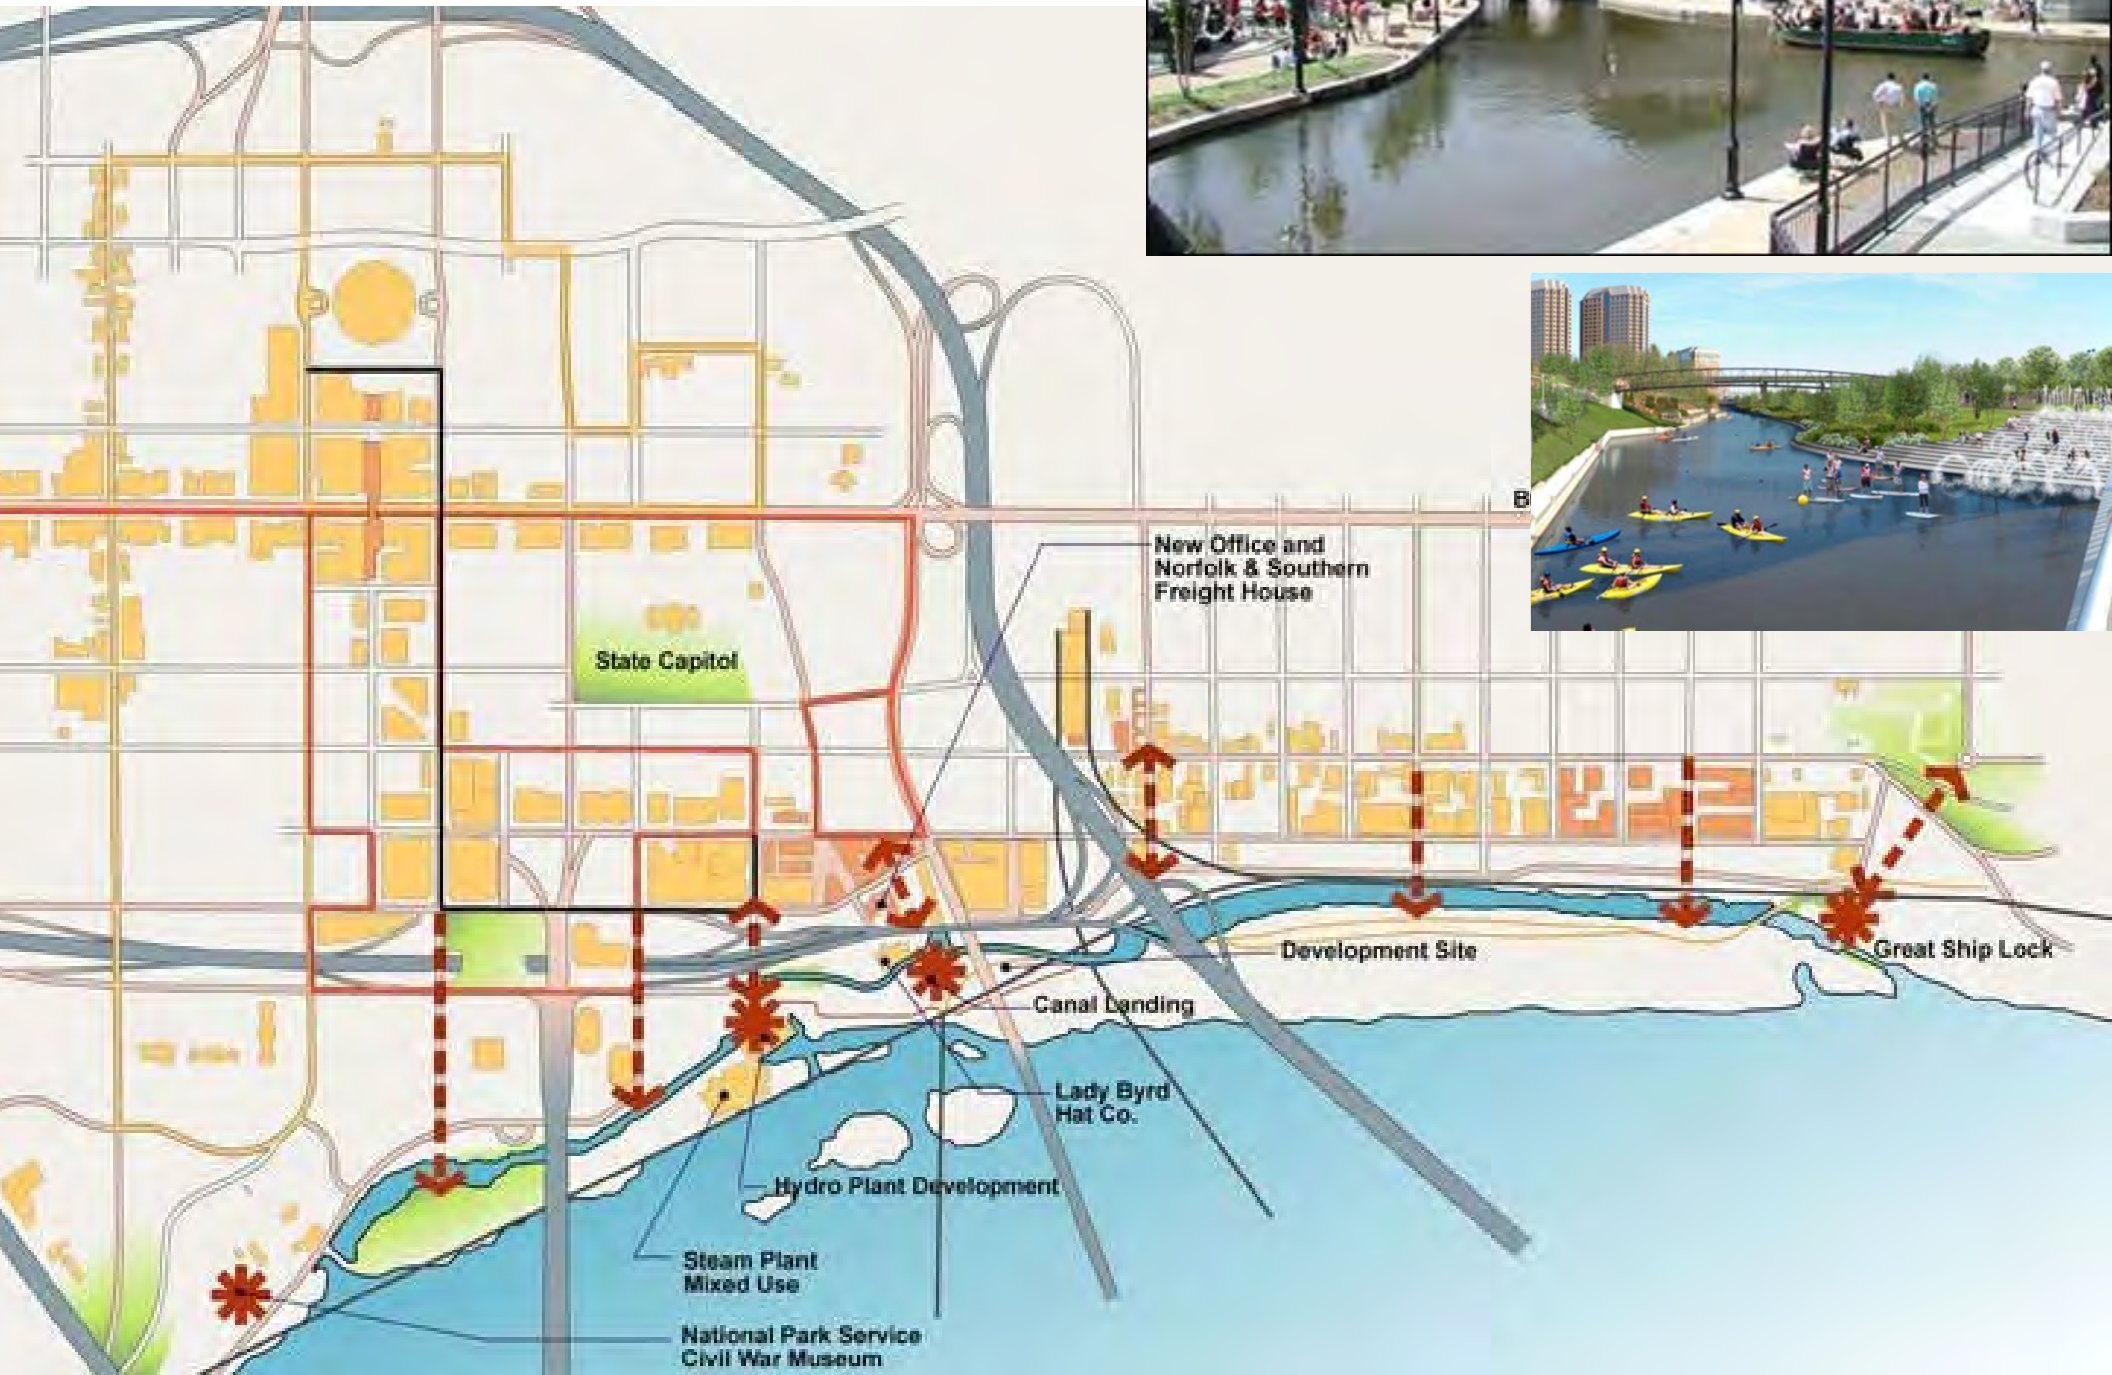 B
New Office and
Norfolk & Southern
Freight House
State Capitol
Development Site
Great Ship Lock
Canal Landing
Lady Byrd
Hat Co.
Hydro Plant Development
Steam Plant
Mixed Use
National Park Service
Civil War Museum